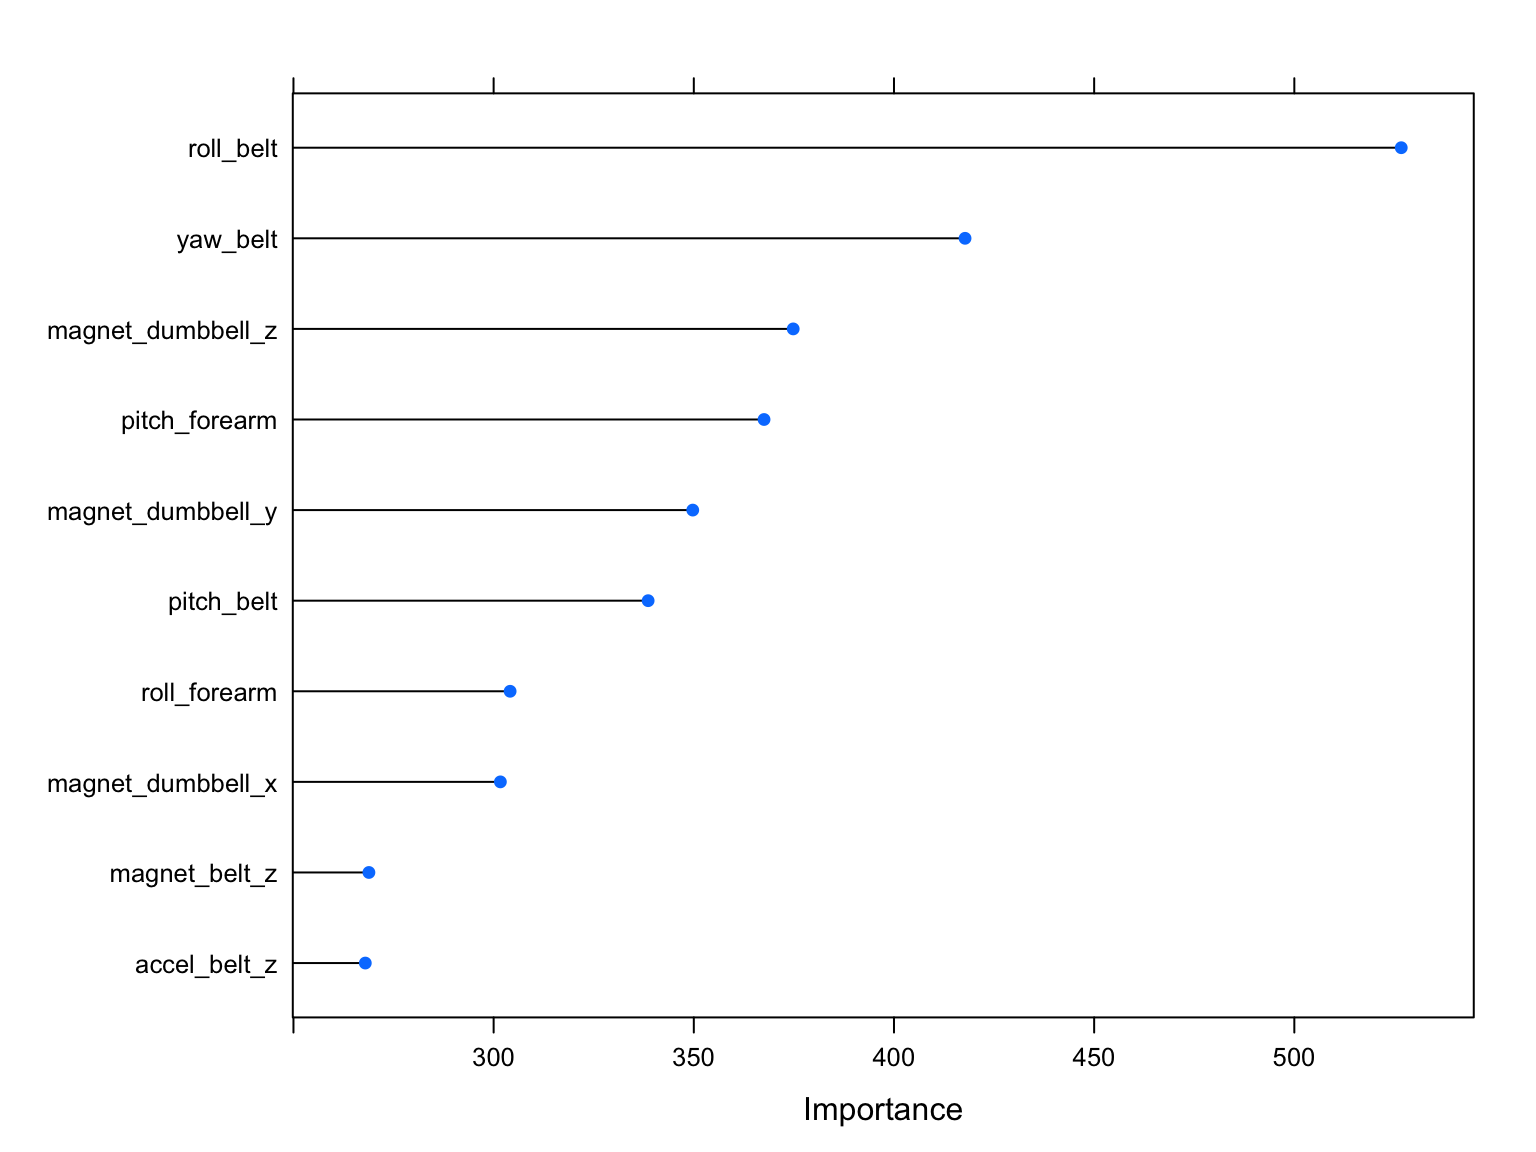 roll_belt
yaw_belt
magnet_dumbbell_z
pitch_forearm
magnet_dumbbell_y
pitch_belt
roll_forearm
magnet_dumbbell_x
magnet_belt_z
accel_belt_z
300 350 400 450 500
Importance